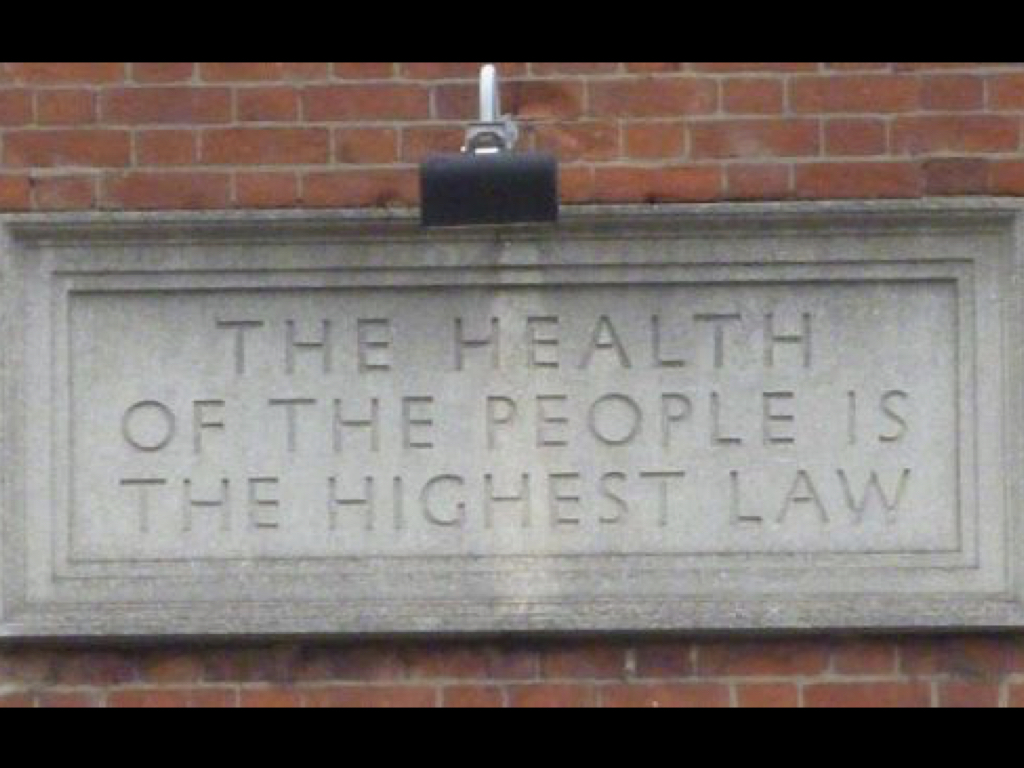 THE HEALTH
OF THE PEOPLE IS
THE HIGHEST LAW